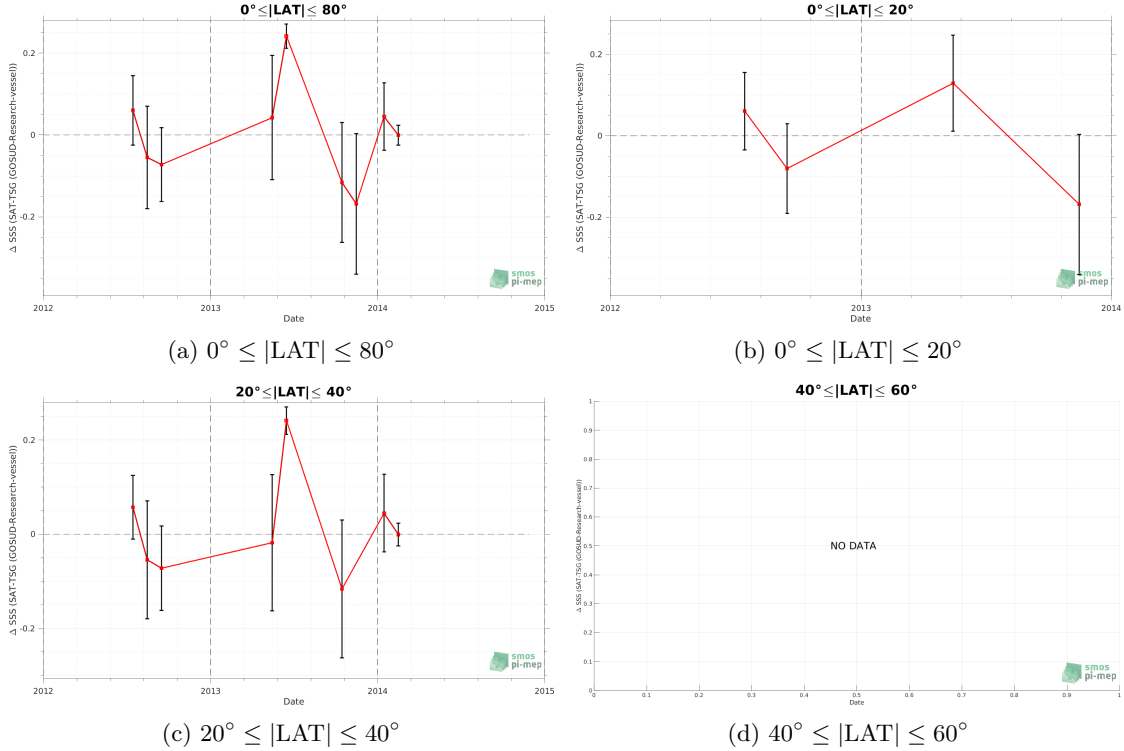 0°≤|LAT|≤ 80°
Δ SSS (SAT-TSG (GOSUD-Research-vessel))
0.2
0
-0.2
smos
pi-mep
2012 2013 2014 2015
Date
(a) 0° ≤ |LAT| ≤ 80°
0°≤|LAT|≤ 20°
Δ SSS (SAT-TSG (GOSUD-Research-vessel))
0.2
0
-0.2
smos
pi-mep
2012 2013 2014
Date
(b) 0° ≤ |LAT| ≤ 20°
20°≤|LAT|≤ 40°
Δ SSS (SAT-TSG (GOSUD-Research-vessel))
0.2
0
-0.2
smos
pi-mep
2012 2013 2014 2015
Date
(c) 20° ≤ |LAT| ≤ 40°
40°≤|LAT|≤ 60°
Δ SSS (SAT-TSG (GOSUD-Research-vessel))
1
0.9
0.8
0.7
0.6
0.5
0.4
0.3
0.2
0.1
0
NO DATA
smos
pi-mep
0 0.1 0.2 0.3 0.4 0.5 0.6 0.7 0.8 0.9 1
Date
(d) 40° ≤ |LAT| ≤ 60°